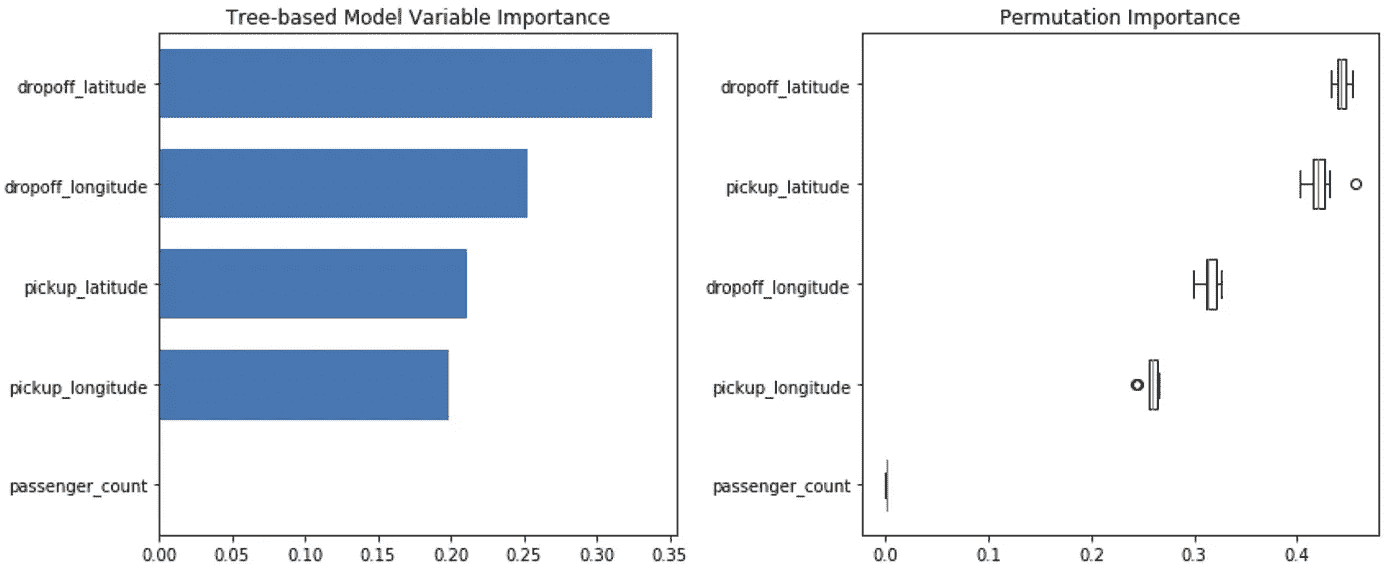 Tree-based Model Variable Importance
dropoff_latitude
dropoff_longitude
pickup_latitude
pickup_longitude
passenger_count
0.00 0.05 0.10 0.15 0.20 0.25 0.30 0.35
Permutation Importance
dropoff_latitude
pickup_latitude
dropoff_longitude
pickup_longitude
passenger_count
0.0 0.1 0.2 0.3 0.4